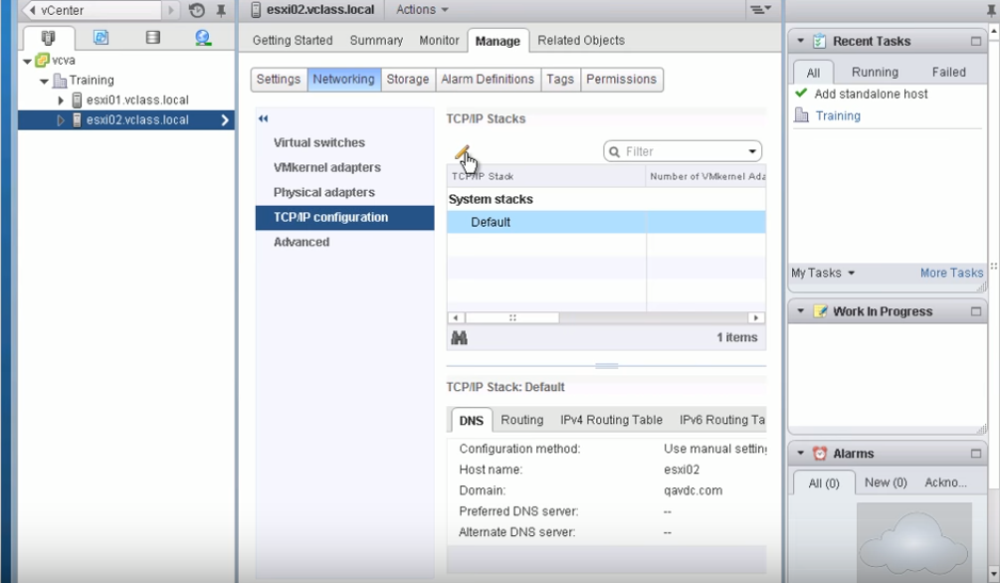 vCenter
vcva
Training
esxi01.vclass.local
esxi02.vclass.local
esxi02.vclass.local Actions
Getting Started Summary Monitor Manage Related Objects
Settings Networking Storage Alarm Definitions Tags Permissions
Virtual switches
VMkernel adapters
Physical adapters
TCP/IP configuration
Advanced
TCP/IP Stacks
Filter
TCP/IP Stack Number of VMkernel Ada
System stacks
Default
1 items
TCP/IP Stack: Default
DNS Routing IPv4 Routing Table IPv6 Routing Ta
Configuration method: Use manual setting
Host name: esxi02
Domain: qavdc.com
Preferred DNS server: --
Alternate DNS server: --
Recent Tasks
All Running Failed
Add standalone host
Training
My Tasks More Tasks
Work In Progress
Alarms
All (0) New (0) Ackno...